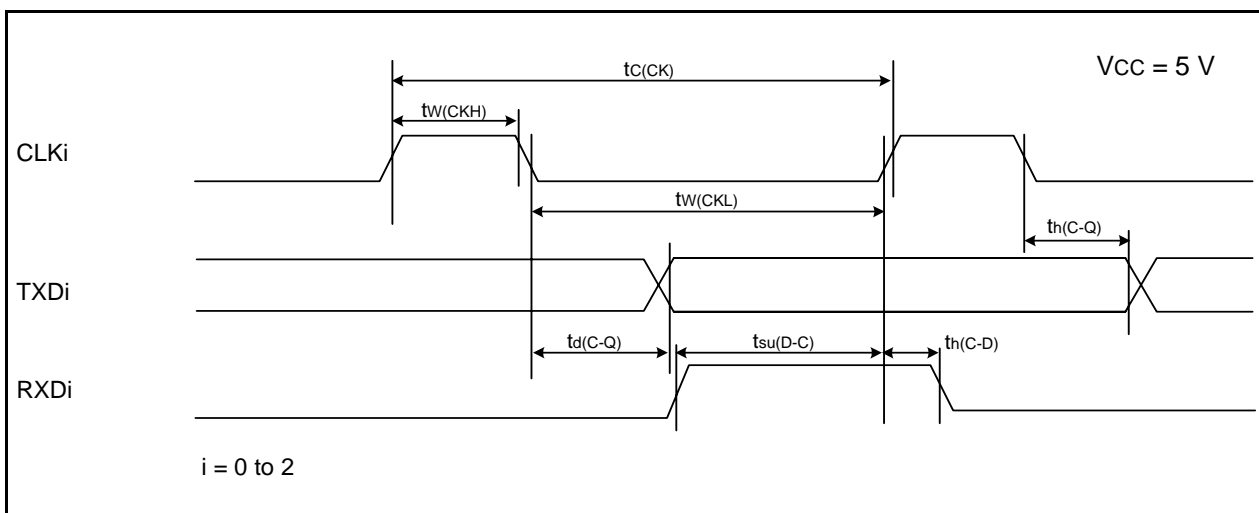 tC(CK)
VCC = 5 V
tW(CKH)
CLKi
tW(CKL)
th(C-Q)
TXDi
td(C-Q)
tsu(D-C)
th(C-D)
RXDi
i = 0 to 2